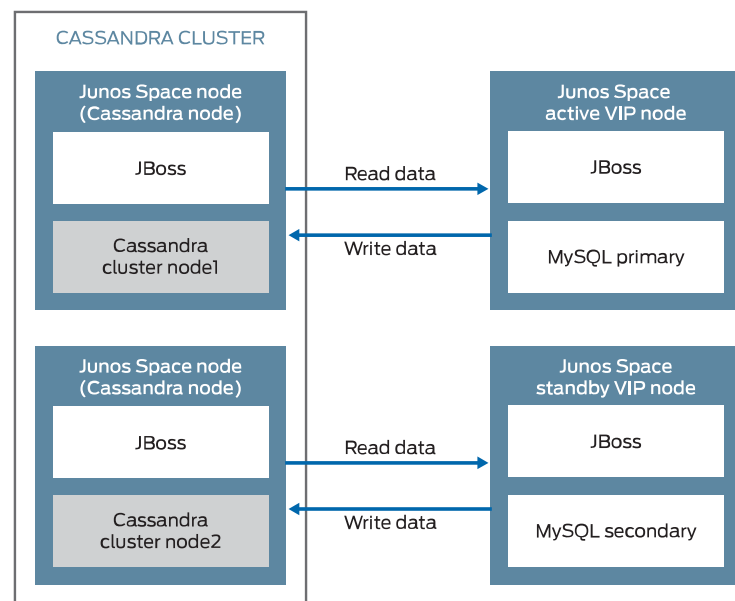 CASSANDRA CLUSTER
Junos Space node
(Cassandra node)
JBoss
Cassandra
cluster node1
Read data
Write data
Junos Space
active VIP node
JBoss
MySQL primary
Junos Space node
(Cassandra node)
JBoss
Cassandra
cluster node2
Read data
Write data
Junos Space
standby VIP node
JBoss
MySQL secondary